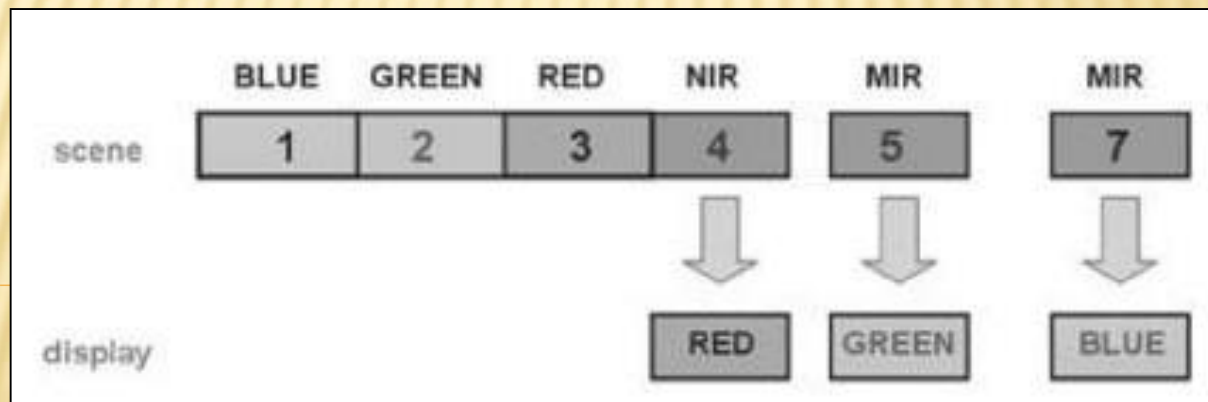 BLUE GREEN RED NIR MIR MIR
scene 1 2 3 4 5 7
display RED GREEN BLUE